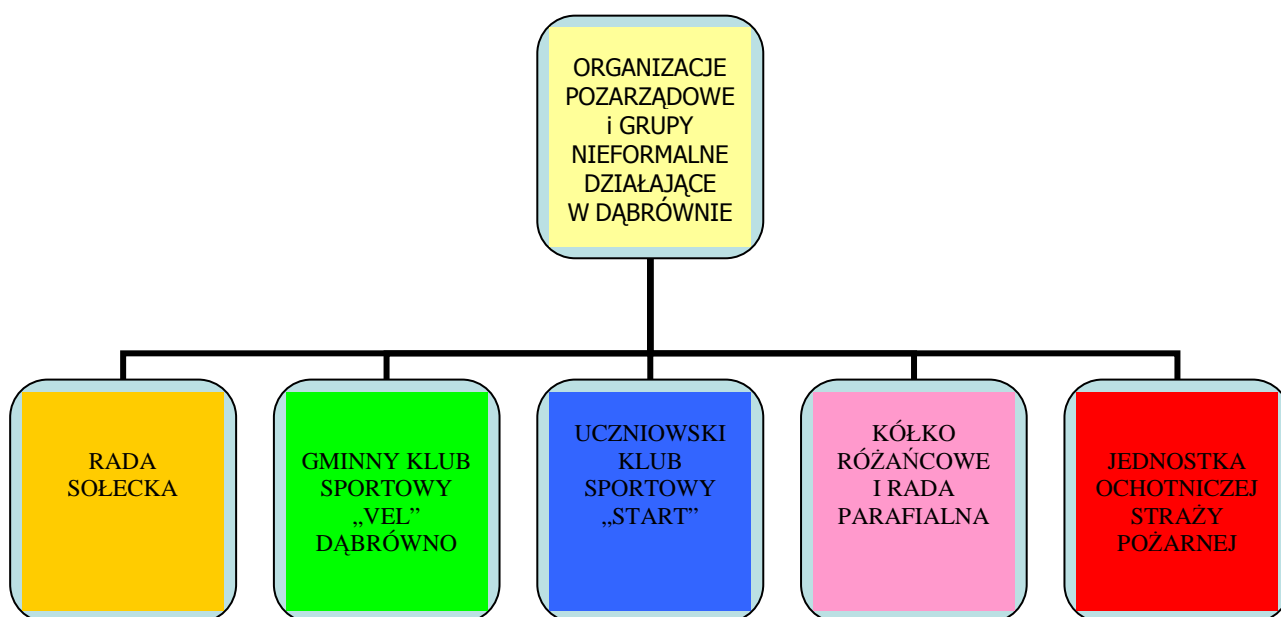 ORGANIZACJE
POZARZĄDOWE
i GRUPY
NIEFORMALNE
DZIAŁAJĄCE
W DĄBRÓWNIE
RADA
SOŁECKA
GMINNY KLUB
SPORTOWY
„VEL”
DĄBRÓWNO
UCZNIOWSKI
KLUB
SPORTOWY
„START”
KÓŁKO
RÓŻAŃCOWE
I RADA
PARAFIALNA
JEDNOSTKA
OCHOTNICZEJ
STRAŻY
POŻARNEJ